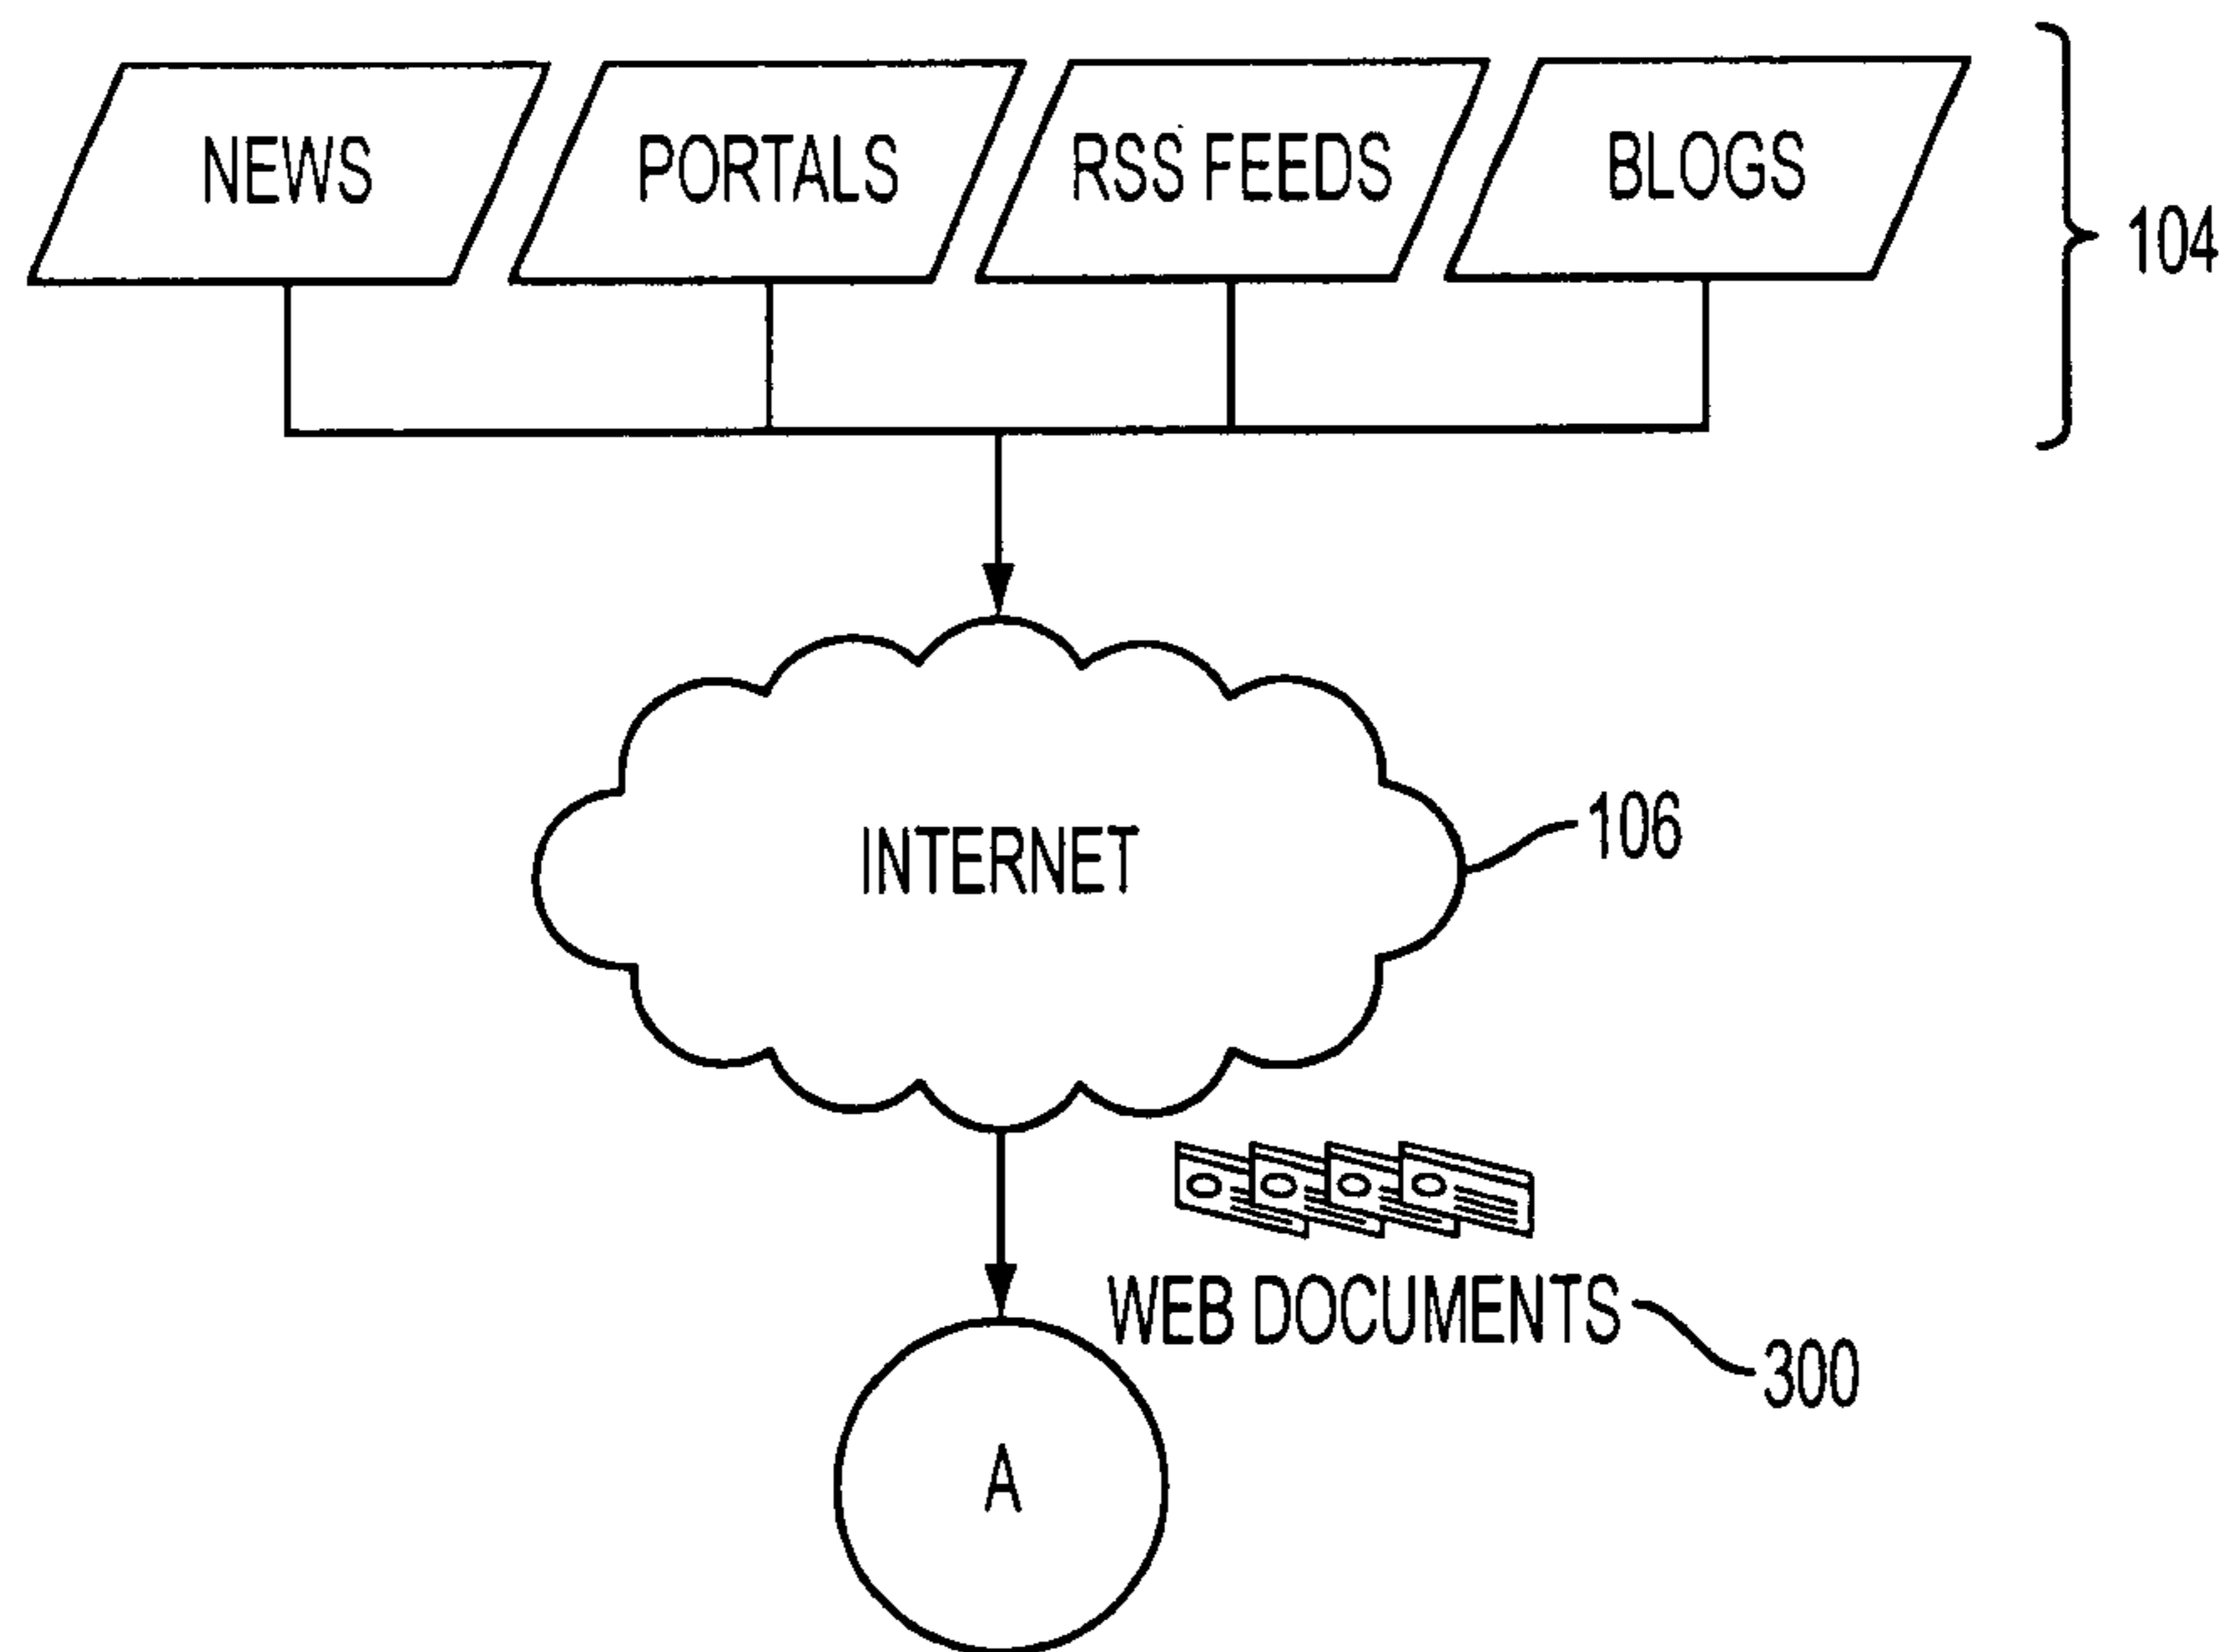 NEWS
PORTALS
RSS FEEDS
BLOGS
104
INTERNET
106
WEB DOCUMENTS
300
A